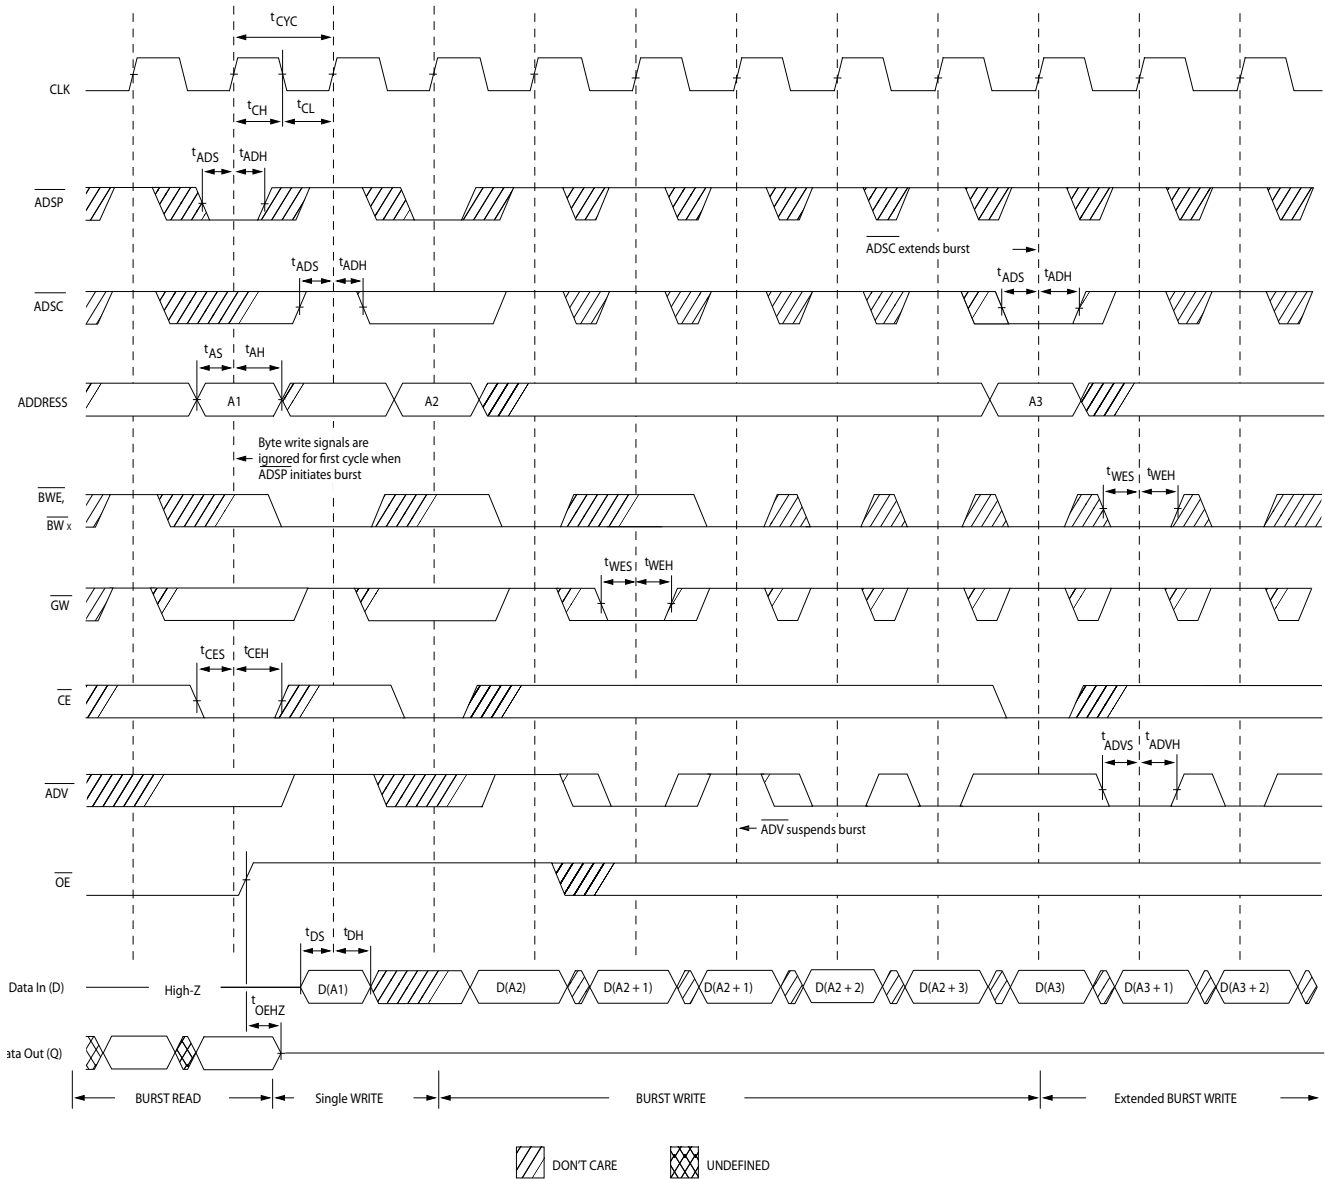 tCYC
CLK
tCH
tCL
tADS
tADH
ADSP
ADSC extends burst
tADS
tADH
tADS
tADH
ADSC
tAS
tAH
ADDRESS
A1
A2
A3
Byte write signals are
ignored for first cycle when
ADSP initiates burst
tWES
tWEH
BWE,
BW x
tWES
tWEH
GW
tCES
tCEH
CE
tADVS
tADVH
ADV
ADV suspends burst
OE
tDS
tDH
Data In (D)
High-Z
D(A1)
D(A2)
D(A2 + 1)
D(A2 + 1)
D(A2 + 2)
D(A2 + 3)
D(A3)
D(A3 + 1)
D(A3 + 2)
tOEHZ
ata Out (Q)
BURST READ
Single WRITE
BURST WRITE
Extended BURST WRITE
DON'T CARE
UNDEFINED